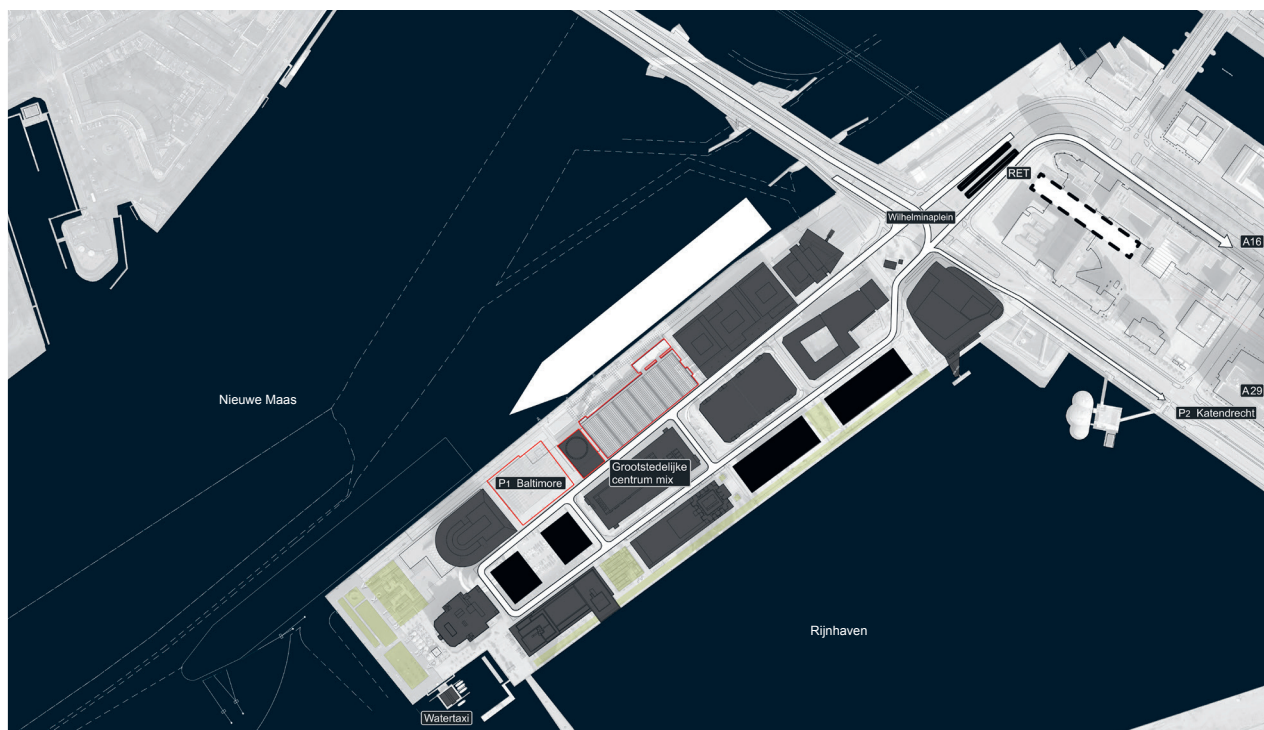 RET
Wilhelminaplein
A16
Nieuwe Maas
A29
P2 Katendrecht
Grootstedelijke
centrum mix
P1 Baltimore
Rijnhaven
Watertaxi